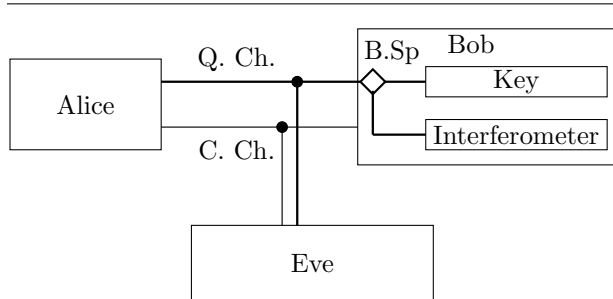 Q. Ch.
B.Sp
Bob
Alice
Key
C. Ch.
Interferometer
Eve